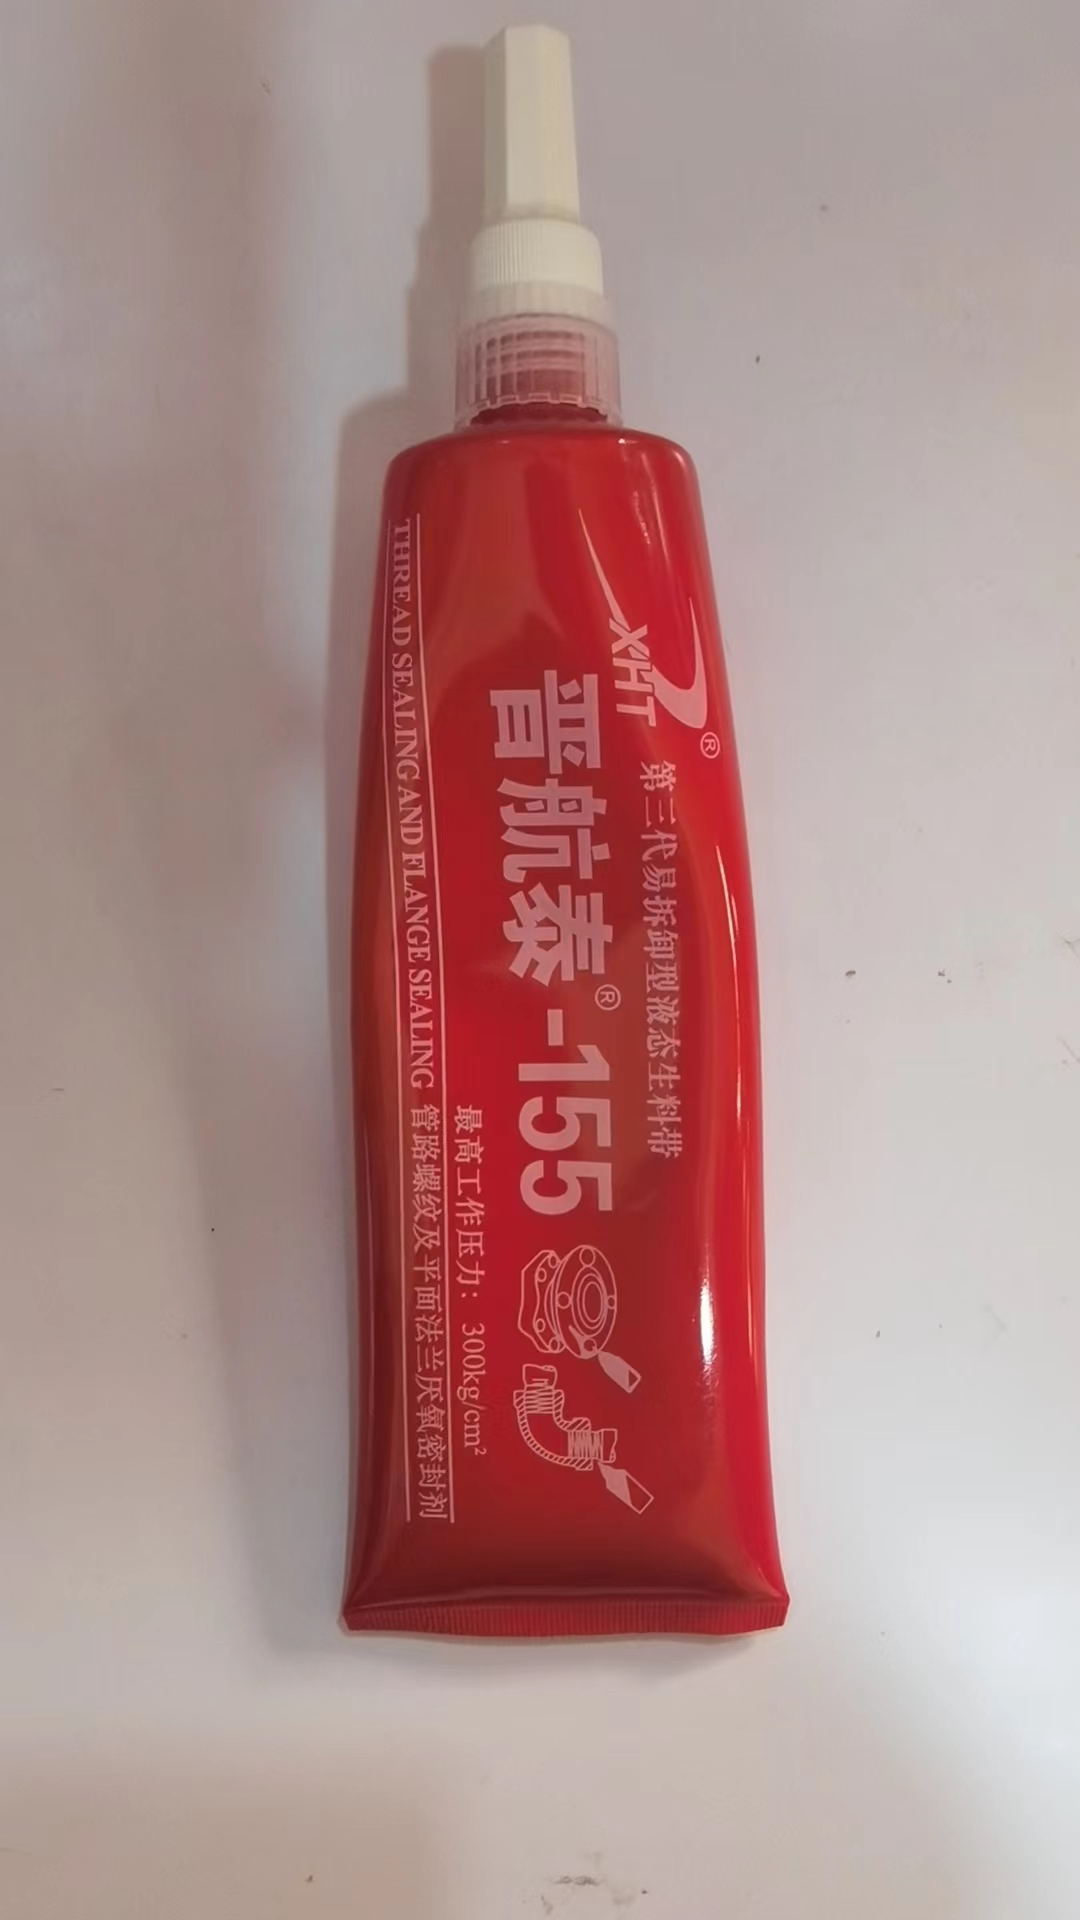 XHT®
第三代易拆卸型液态生料带
晋航泰®-155
最高工作压力：300kg/cm²
THREAD SEALING AND FLANGE SEALING 管路螺纹及平面法兰厌氧密封剂